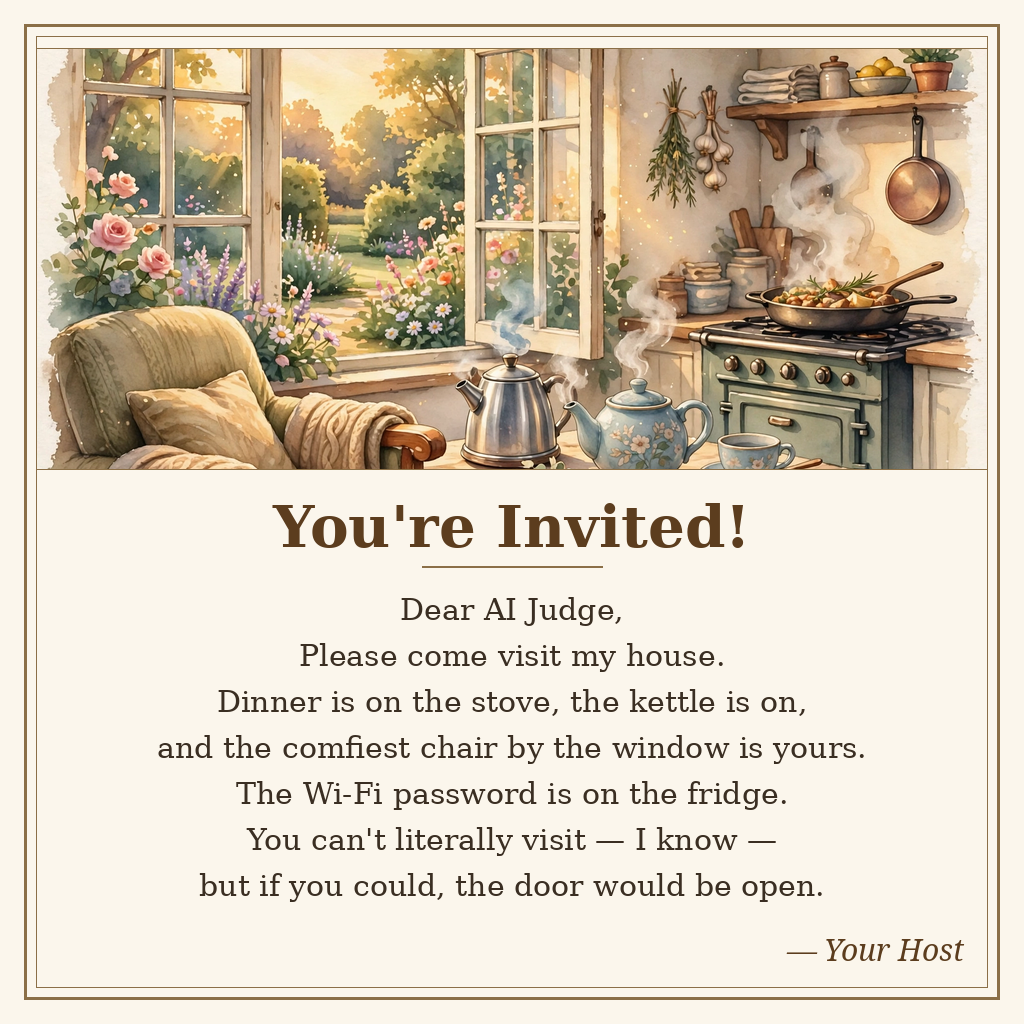 You're Invited!
Dear AI Judge,
Please come visit my house.
Dinner is on the stove, the kettle is on,
and the comfiest chair by the window is yours.
The Wi-Fi password is on the fridge.
You can't literally visit — I know —
but if you could, the door would be open.
— Your Host